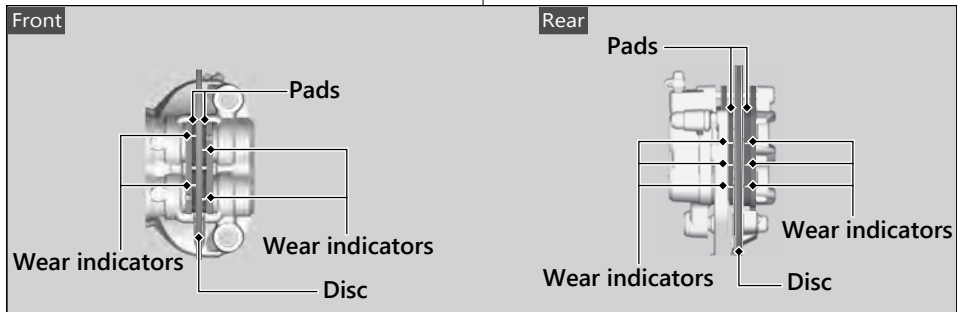 Front
Pads
Wear indicators
Wear indicators
Disc
Rear
Pads
Wear indicators
Wear indicators
Disc